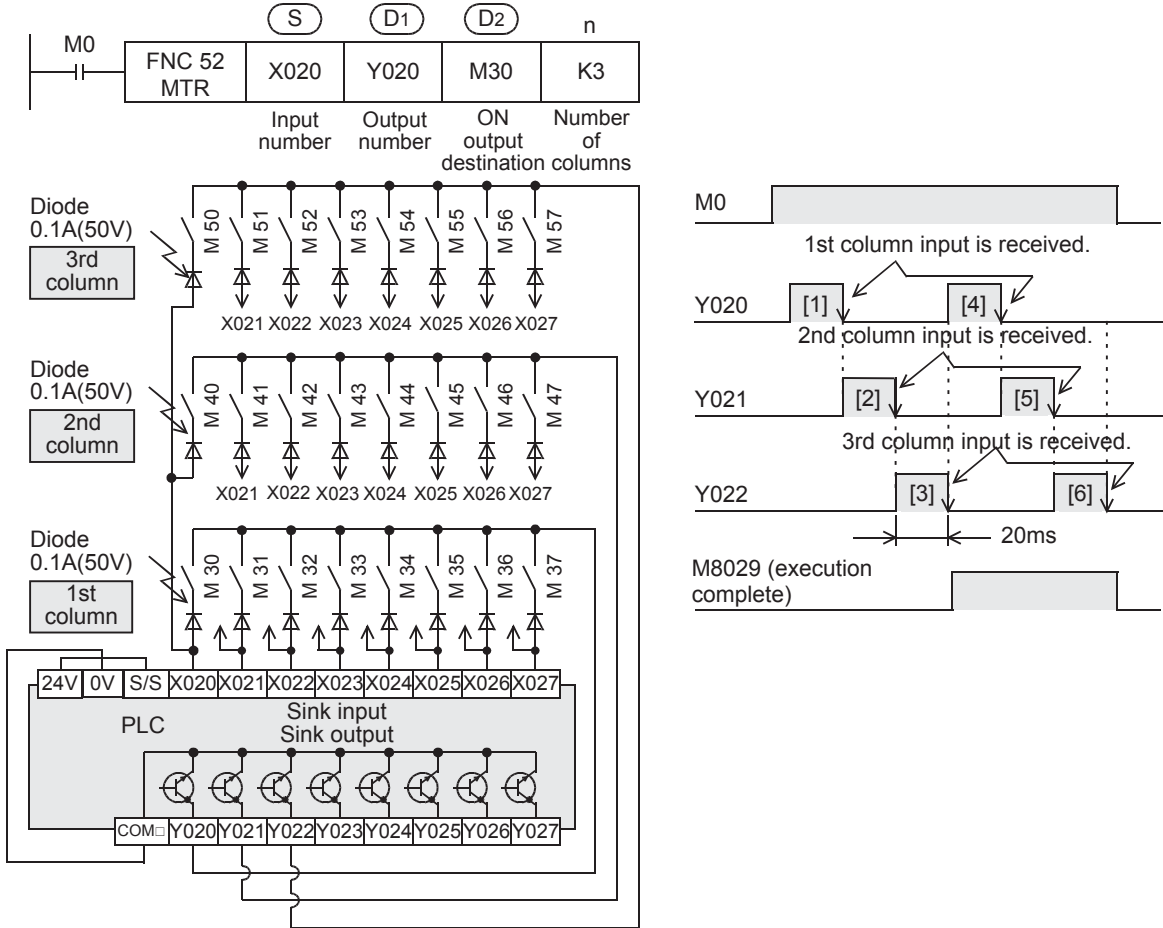 S D1 D2 n
M0
FNC 52
MTR
X020 Y020 M30 K3
Input
number
Output
number
ON
output
destination
Number
of
columns
Diode
0.1A(50V)
3rd
column
M 50 M 51 M 52 M 53 M 54 M 55 M 56 M 57
X021 X022 X023 X024 X025 X026 X027
Diode
0.1A(50V)
2nd
column
M 40 M 41 M 42 M 43 M 44 M 45 M 46 M 47
X021 X022 X023 X024 X025 X026 X027
Diode
0.1A(50V)
1st
column
M 30 M 31 M 32 M 33 M 34 M 35 M 36 M 37
24V 0V S/S X020 X021 X022 X023 X024 X025 X026 X027
PLC
Sink input
Sink output
COM□ Y020 Y021 Y022 Y023 Y024 Y025 Y026 Y027
M0
1st column input is received.
Y020 [1] [4]
2nd column input is received.
Y021 [2] [5]
3rd column input is received.
Y022 [3] [6]
20ms
M8029 (execution
complete)